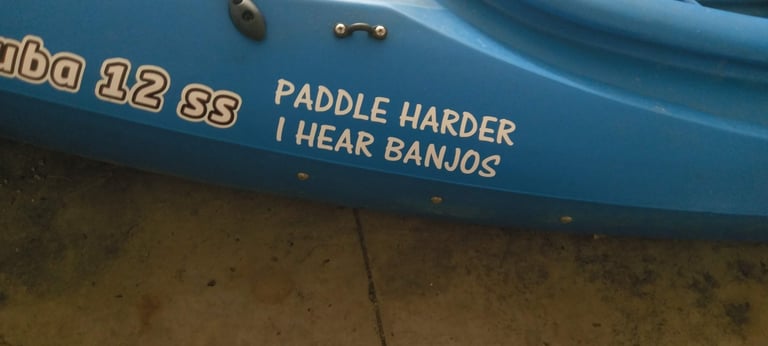 uba 12 ss
PADDLE HARDER
I HEAR BANJOS